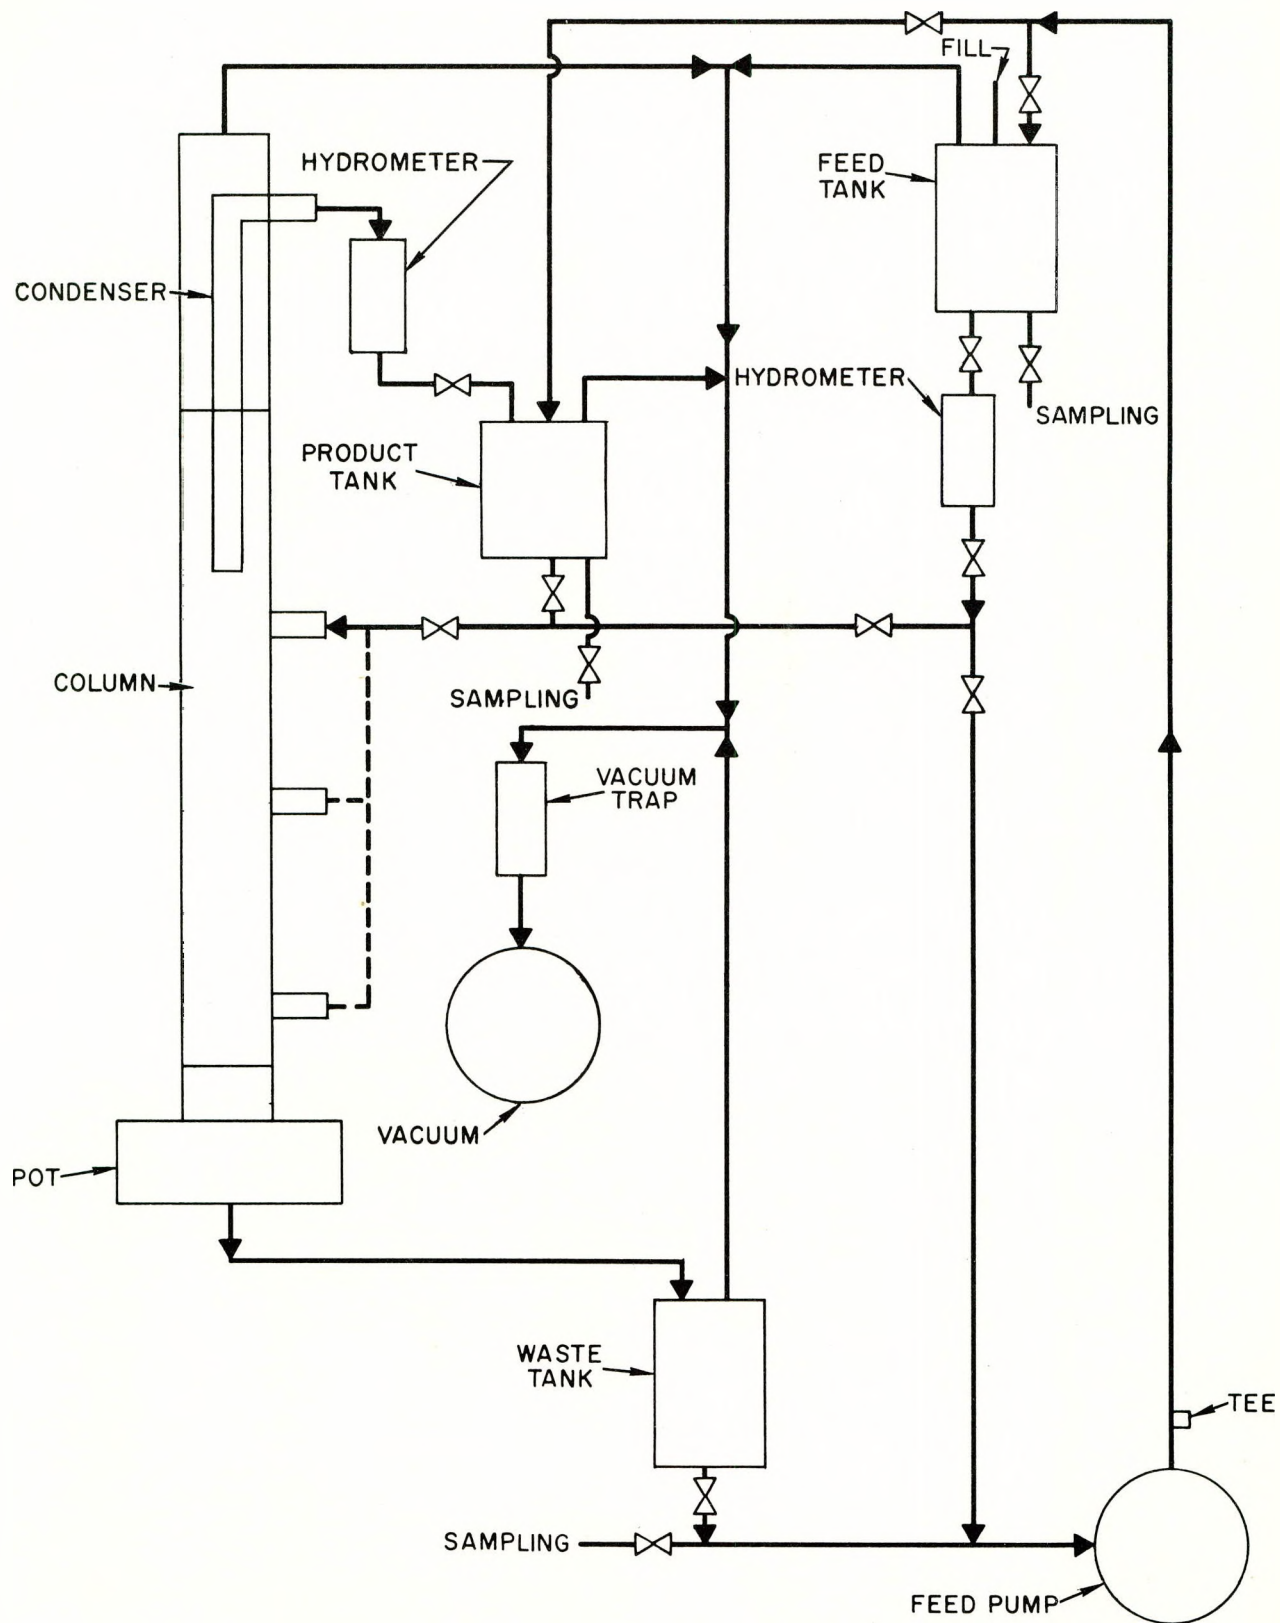 FILL
HYDROMETER
FEED
TANK
CONDENSER
HYDROMETER
SAMPLING
PRODUCT
TANK
COLUMN
SAMPLING
VACUUM
TRAP
VACUUM
POT
WASTE
TANK
TEE
SAMPLING
FEED PUMP